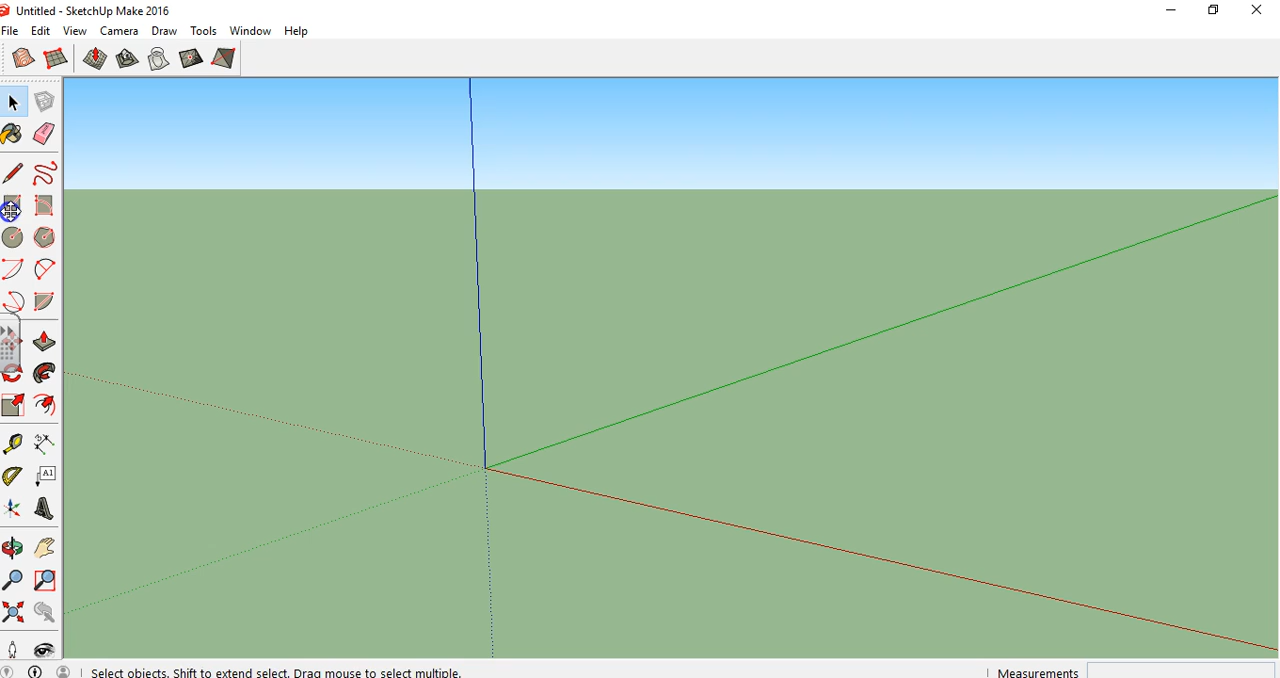 Untitled - SketchUp Make 2016
File Edit View Camera Draw Tools Window Help
A1
Select objects. Shift to extend select. Drag mouse to select multiple.
Measurements